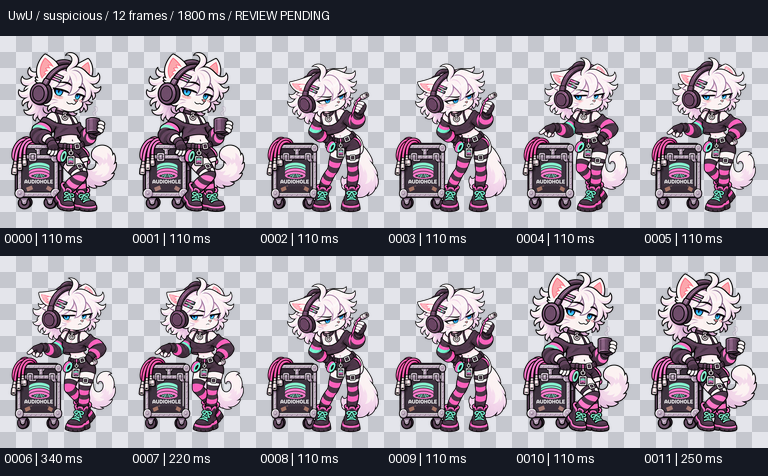 UwU / suspicious / 12 frames / 1800 ms / REVIEW PENDING
AUDIOHOLE
AUDIOHOLE
AUDIOHOLE
AUDIOHOLE
AUDIOHOLE
AUDIOHOLE
0000 | 110 ms
0001 | 110 ms
0002 | 110 ms
0003 | 110 ms
0004 | 110 ms
0005 | 110 ms
AUDIOHOLE
AUDIOHOLE
AUDIOHOLE
AUDIOHOLE
AUDIOHOLE
AUDIOHOLE
0006 | 340 ms
0007 | 220 ms
0008 | 110 ms
0009 | 110 ms
0010 | 110 ms
0011 | 250 ms